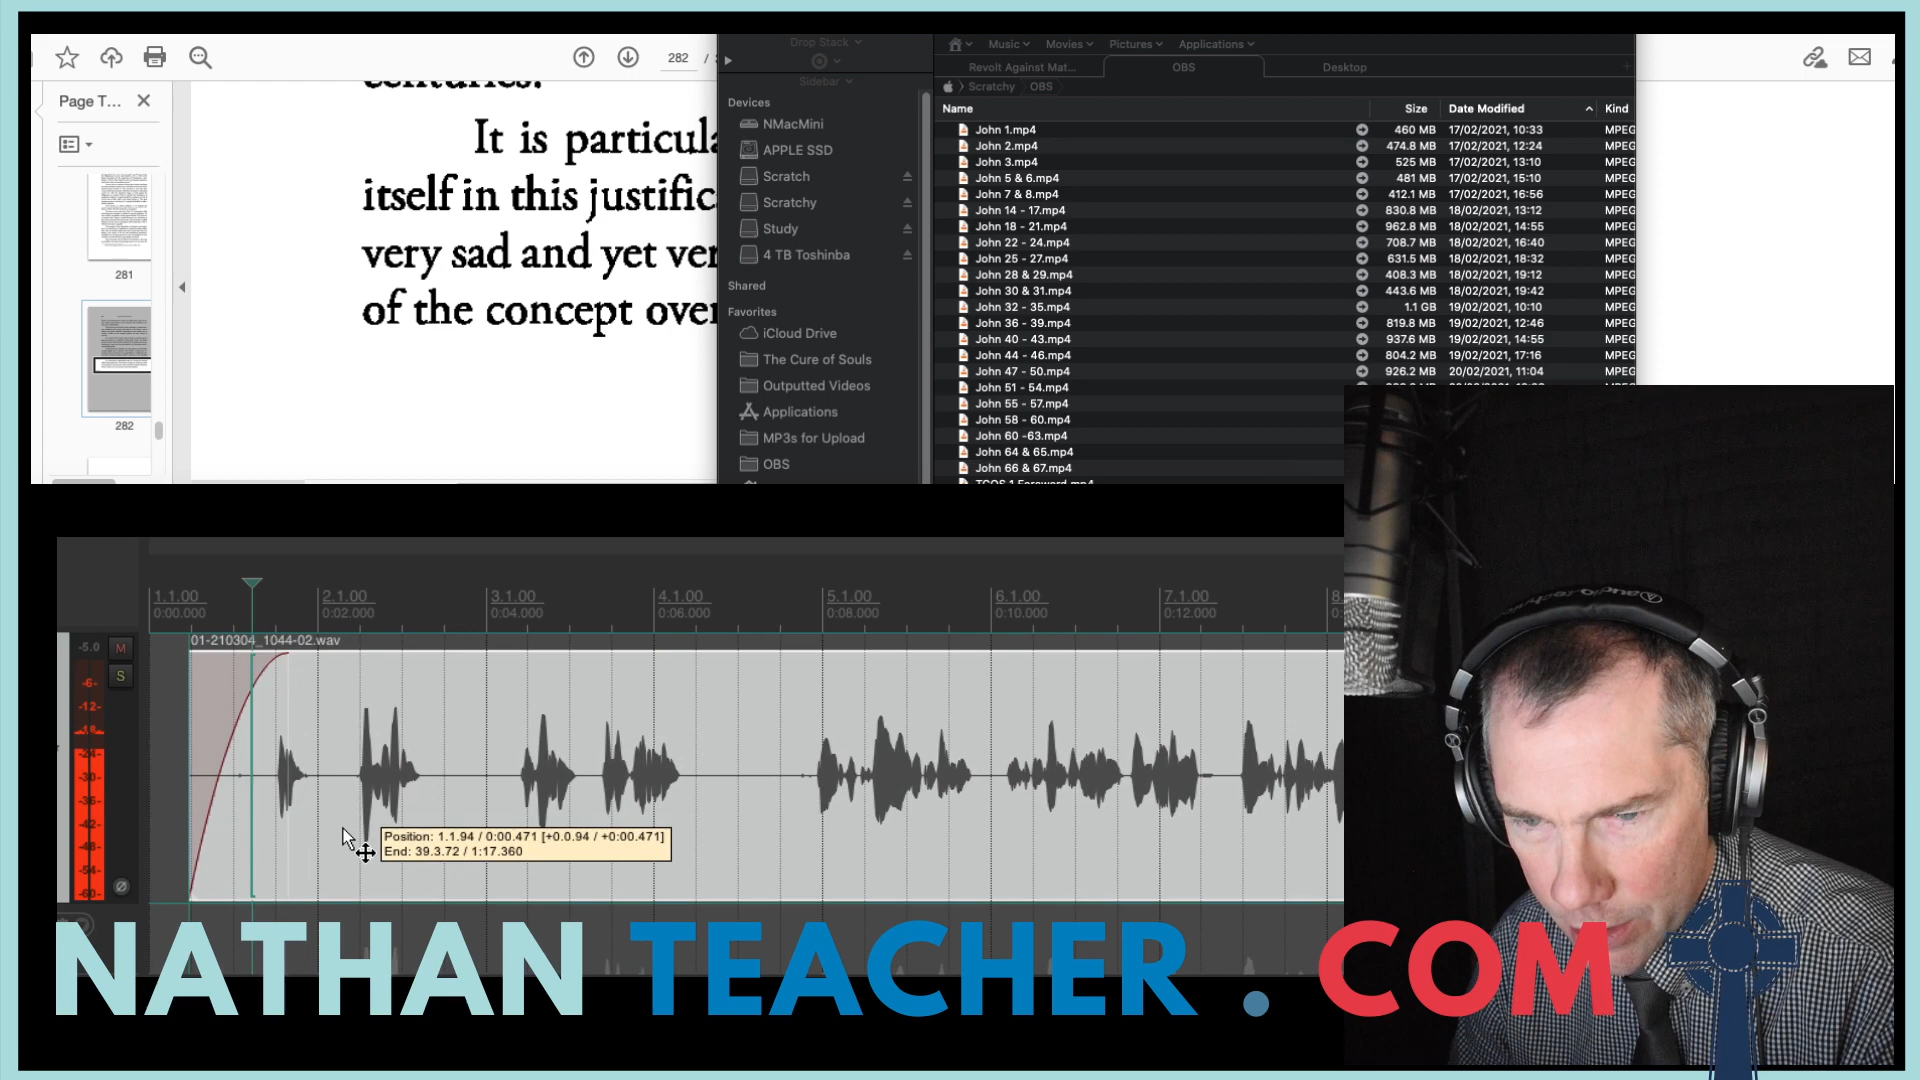 282 /
Page T...
281
282
centuries.
It is particula
itself in this justific
very sad and yet ver
of the concept over
Drop Stack
Sidebar
Devices
NMacMini
APPLE SSD
Scratch
Scratchy
Study
4 TB Toshinba
Shared
Favorites
iCloud Drive
The Cure of Souls
Outputted Videos
Applications
MP3s for Upload
OBS
Music Movies Pictures Applications
Revolt Against Mat... OBS Desktop
Scratchy OBS
Name Size Date Modified Kind
John 1.mp4 460 MB 17/02/2021, 10:33 MPEG
John 2.mp4 474.8 MB 17/02/2021, 12:24 MPEG
John 3.mp4 525 MB 17/02/2021, 13:10 MPEG
John 5 & 6.mp4 481 MB 17/02/2021, 15:10 MPEG
John 7 & 8.mp4 412.1 MB 17/02/2021, 16:56 MPEG
John 14 - 17.mp4 830.8 MB 18/02/2021, 13:12 MPEG
John 18 - 21.mp4 962.8 MB 18/02/2021, 14:55 MPEG
John 22 - 24.mp4 708.7 MB 18/02/2021, 16:40 MPEG
John 25 - 27.mp4 631.5 MB 18/02/2021, 18:32 MPEG
John 28 & 29.mp4 408.3 MB 18/02/2021, 19:12 MPEG
John 30 & 31.mp4 443.6 MB 18/02/2021, 19:42 MPEG
John 32 - 35.mp4 1.1 GB 19/02/2021, 10:10 MPEG
John 36 - 39.mp4 819.8 MB 19/02/2021, 12:46 MPEG
John 40 - 43.mp4 937.6 MB 19/02/2021, 14:55 MPEG
John 44 - 46.mp4 804.2 MB 19/02/2021, 17:16 MPEG
John 47 - 50.mp4 926.2 MB 20/02/2021, 11:04 MPEG
John 51 - 54.mp4
John 55 - 57.mp4
John 58 - 60.mp4
John 60 -63.mp4
John 64 & 65.mp4
John 66 & 67.mp4
TCOS 1 Foreword.mp4
1.1.00 2.1.00 3.1.00 4.1.00 5.1.00 6.1.00 7.1.00 8.
0:00.000 0:02.000 0:04.000 0:06.000 0:08.000 0:10.000 0:12.000 0:
01-210304_1044-02.wav
-5.0 M
S
-6-
-12-
-18-
-24-
-30-
-36-
-42-
-48-
-54-
-60-
Position: 1.1.94 / 0:00.471 [+0.0.94 / +0:00.471]
End: 39.3.72 / 1:17.360
audio-technica
NATHAN TEACHER . COM